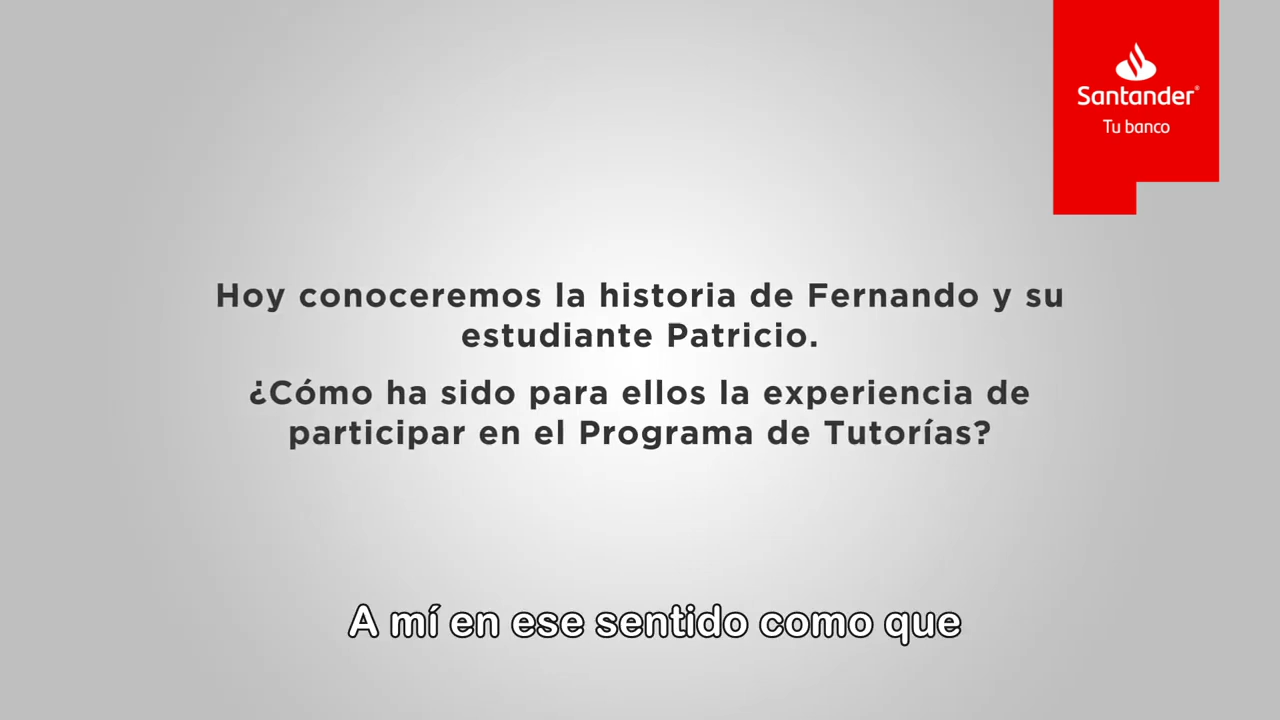 Santander
Tu banco
Hoy conoceremos la historia de Fernando y su
estudiante Patricio.
¿Cómo ha sido para ellos la experiencia de
participar en el Programa de Tutorías?
A mí en ese sentido como que